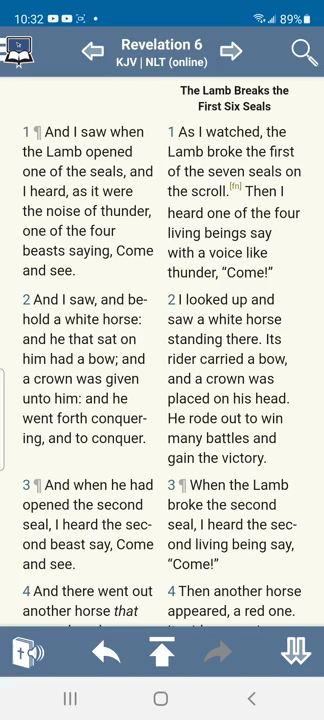 10:32
89%
Revelation 6
KJV | NLT (online)
The Lamb Breaks the
First Six Seals
1 ¶ And I saw when
the Lamb opened
one of the seals, and
I heard, as it were
the noise of thunder,
one of the four
beasts saying, Come
and see.
2 And I saw, and be-
hold a white horse:
and he that sat on
him had a bow; and
a crown was given
unto him: and he
went forth conquer-
ing, and to conquer.
3 ¶ And when he had
opened the second
seal, I heard the sec-
ond beast say, Come
and see.
4 And there went out
another horse that
1 As I watched, the
Lamb broke the first
of the seven seals on
the scroll.[fn] Then I
heard one of the four
living beings say
with a voice like
thunder, “Come!”
2 I looked up and
saw a white horse
standing there. Its
rider carried a bow,
and a crown was
placed on his head.
He rode out to win
many battles and
gain the victory.
3 ¶ When the Lamb
broke the second
seal, I heard the sec-
ond living being say,
“Come!”
4 Then another horse
appeared, a red one.